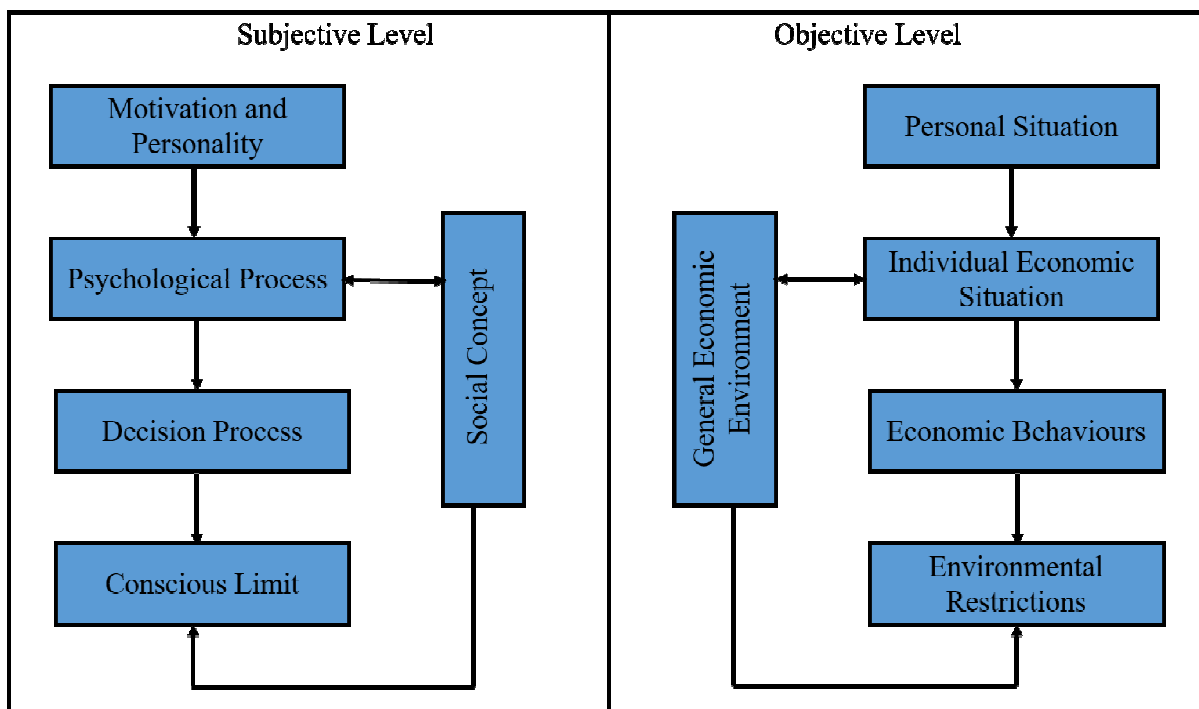 Subjective Level
Motivation and
Personality
Psychological Process
Decision Process
Conscious Limit
Social Concept
Objective Level
Personal Situation
General Economic
Environment
Individual Economic
Situation
Economic Behaviours
Environmental
Restrictions